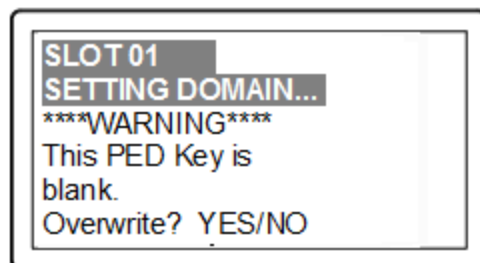 SLOT 01
SETTING DOMAIN...
****WARNING****
This PED Key is
blank.
Overwrite? YES/NO